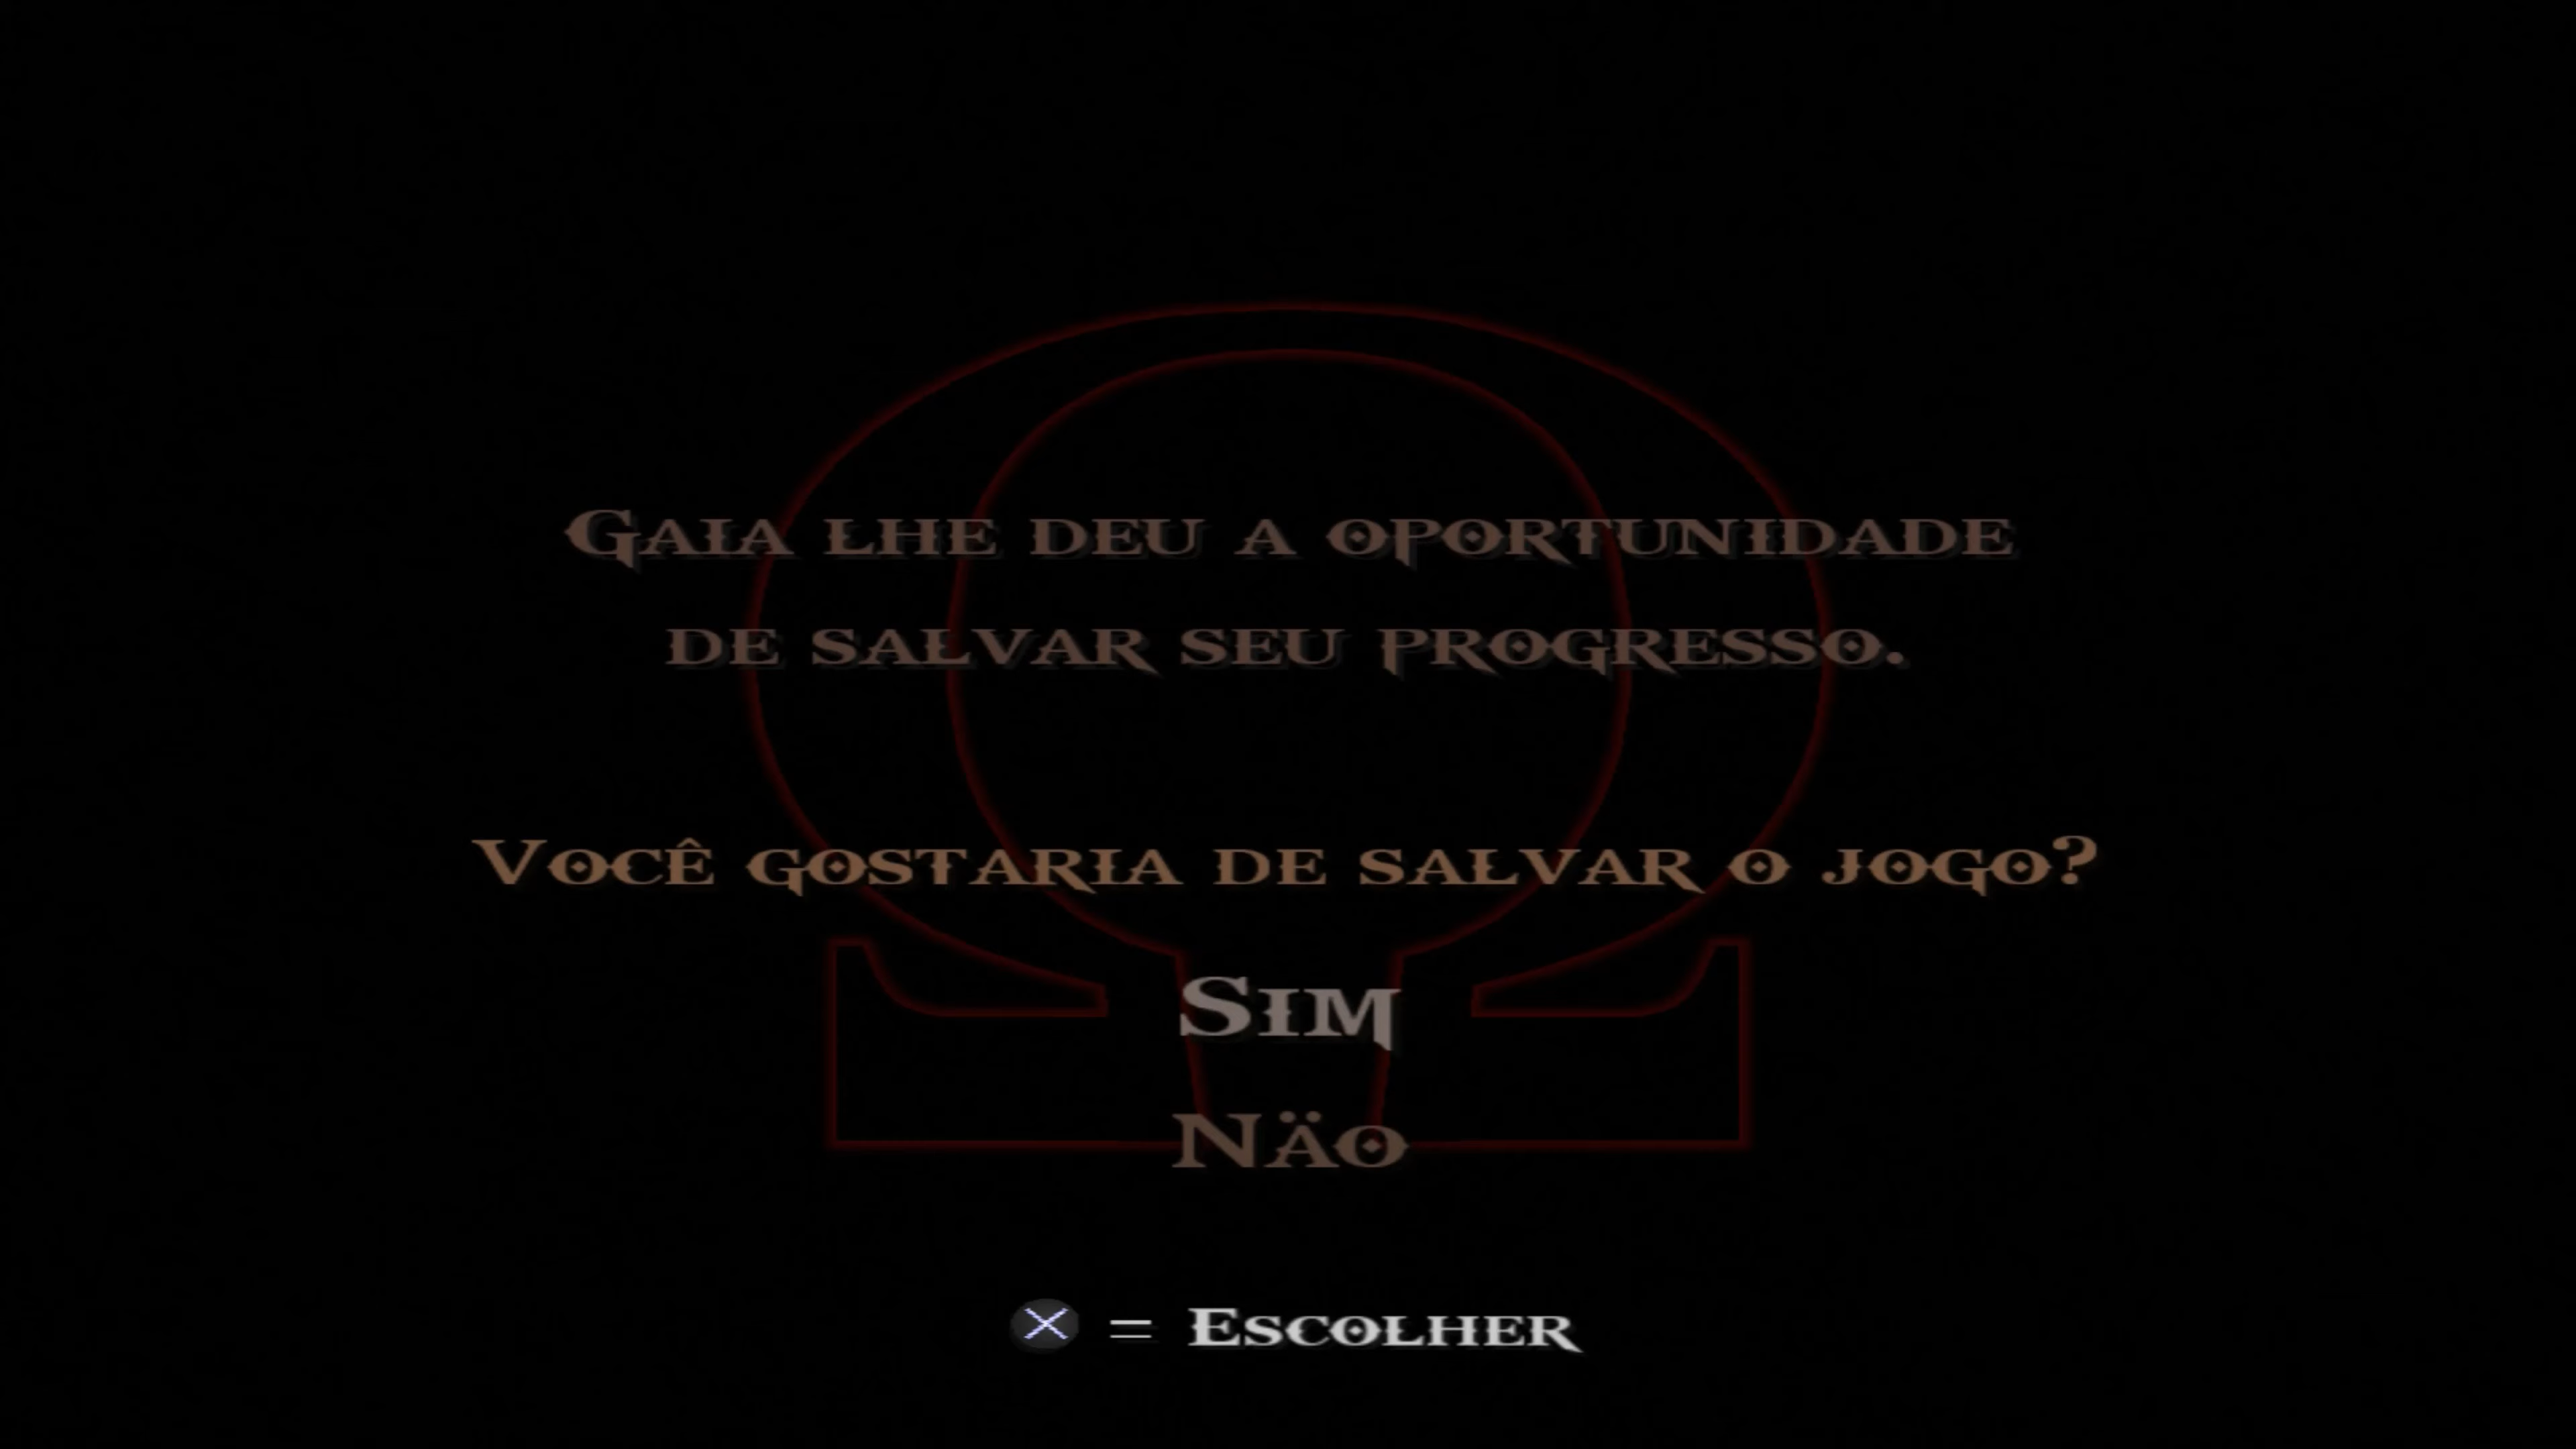 Gaia lhe deu a oportunidade
de salvar seu progresso.
Você gostaria de salvar o jogo?
Sim
Näo
= Escolher